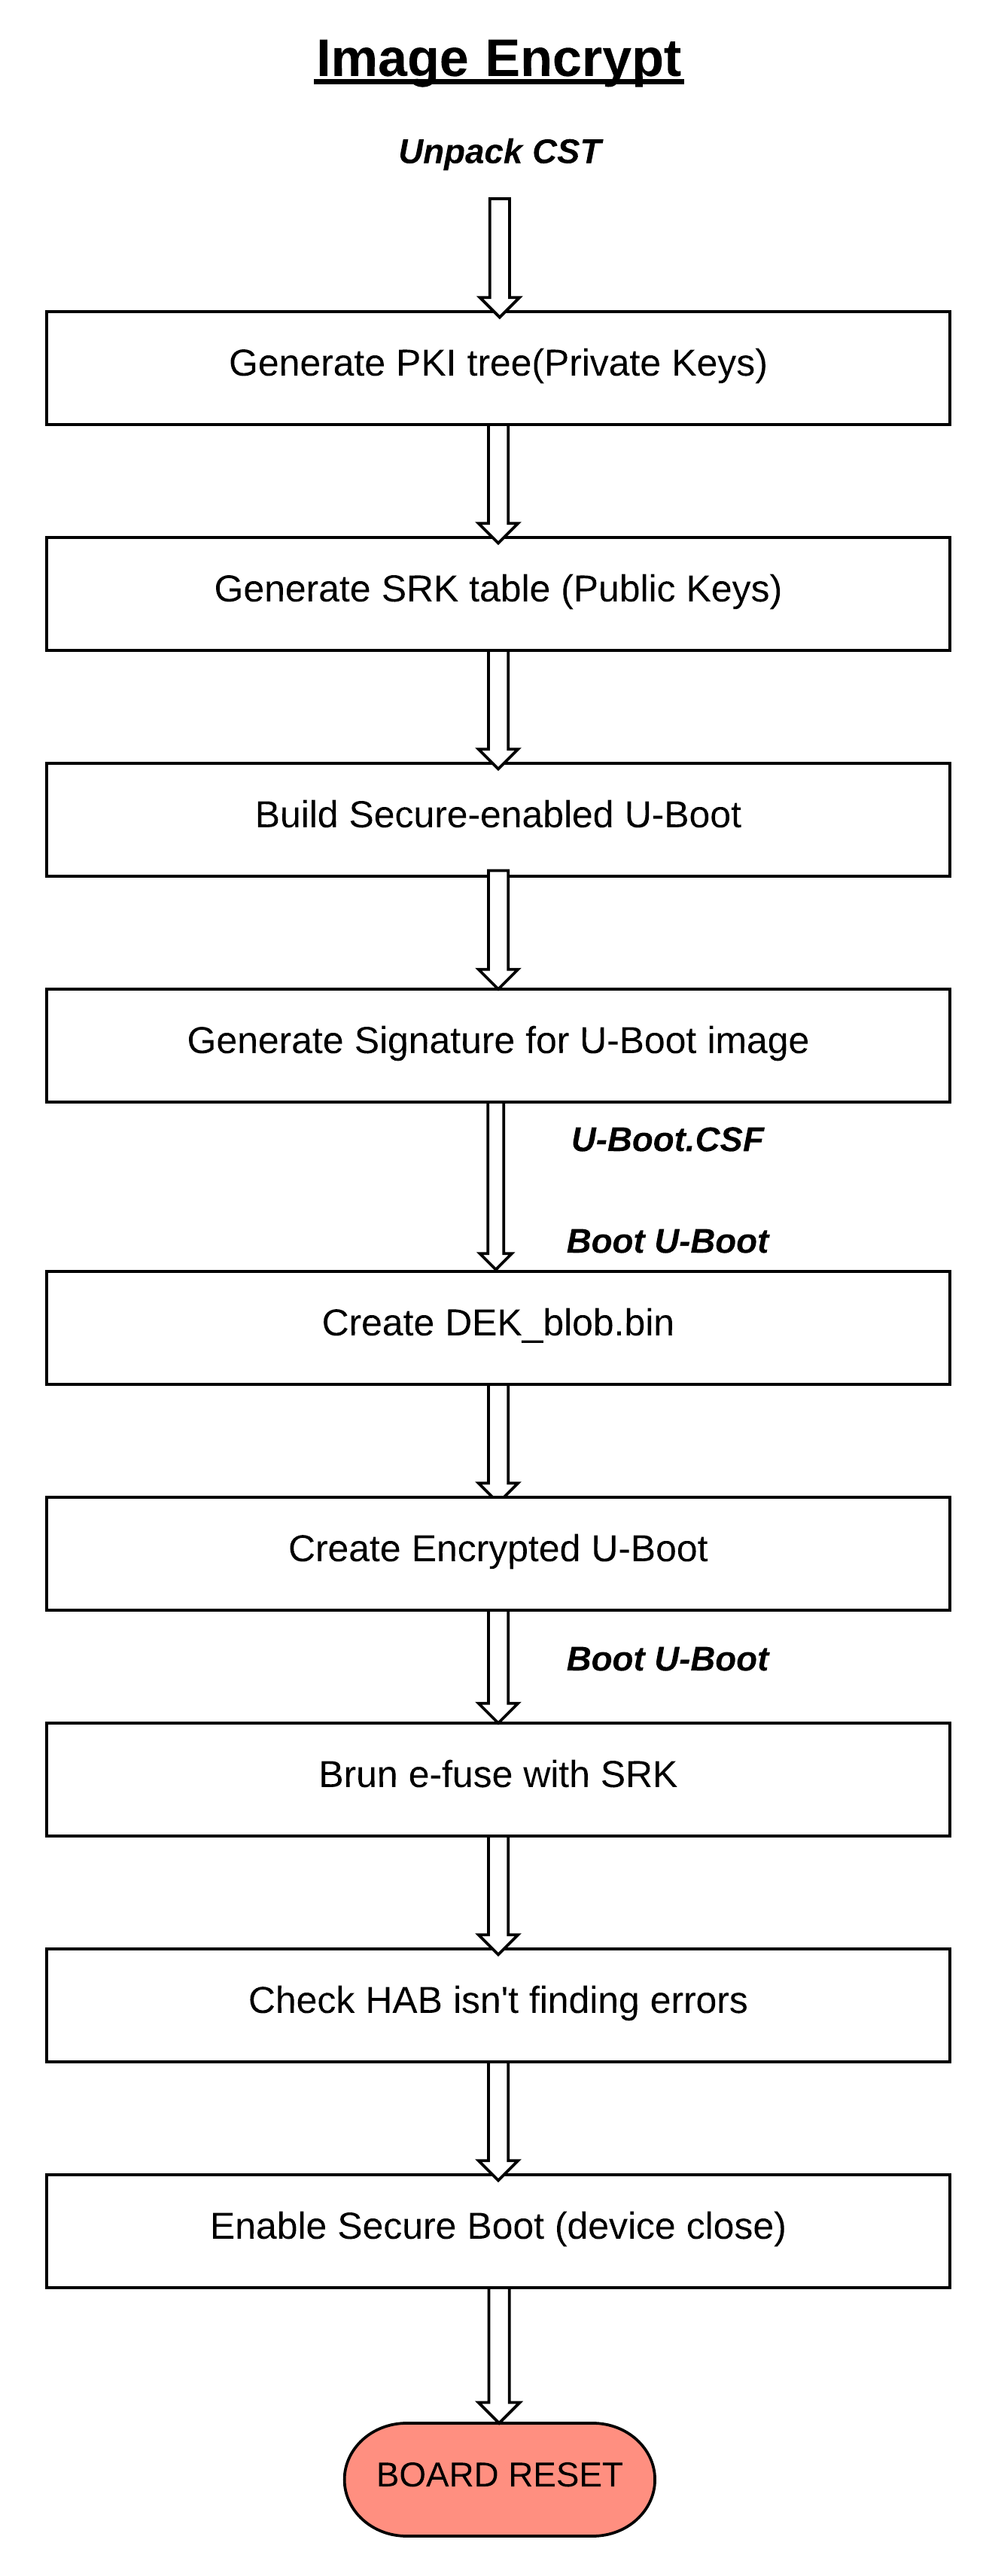 Image Encrypt
Unpack CST
Generate PKI tree(Private Keys)
Generate SRK table (Public Keys)
Build Secure-enabled U-Boot
Generate Signature for U-Boot image
U-Boot.CSF
Boot U-Boot
Create DEK_blob.bin
Create Encrypted U-Boot
Boot U-Boot
Brun e-fuse with SRK
Check HAB isn't finding errors
Enable Secure Boot (device close)
BOARD RESET